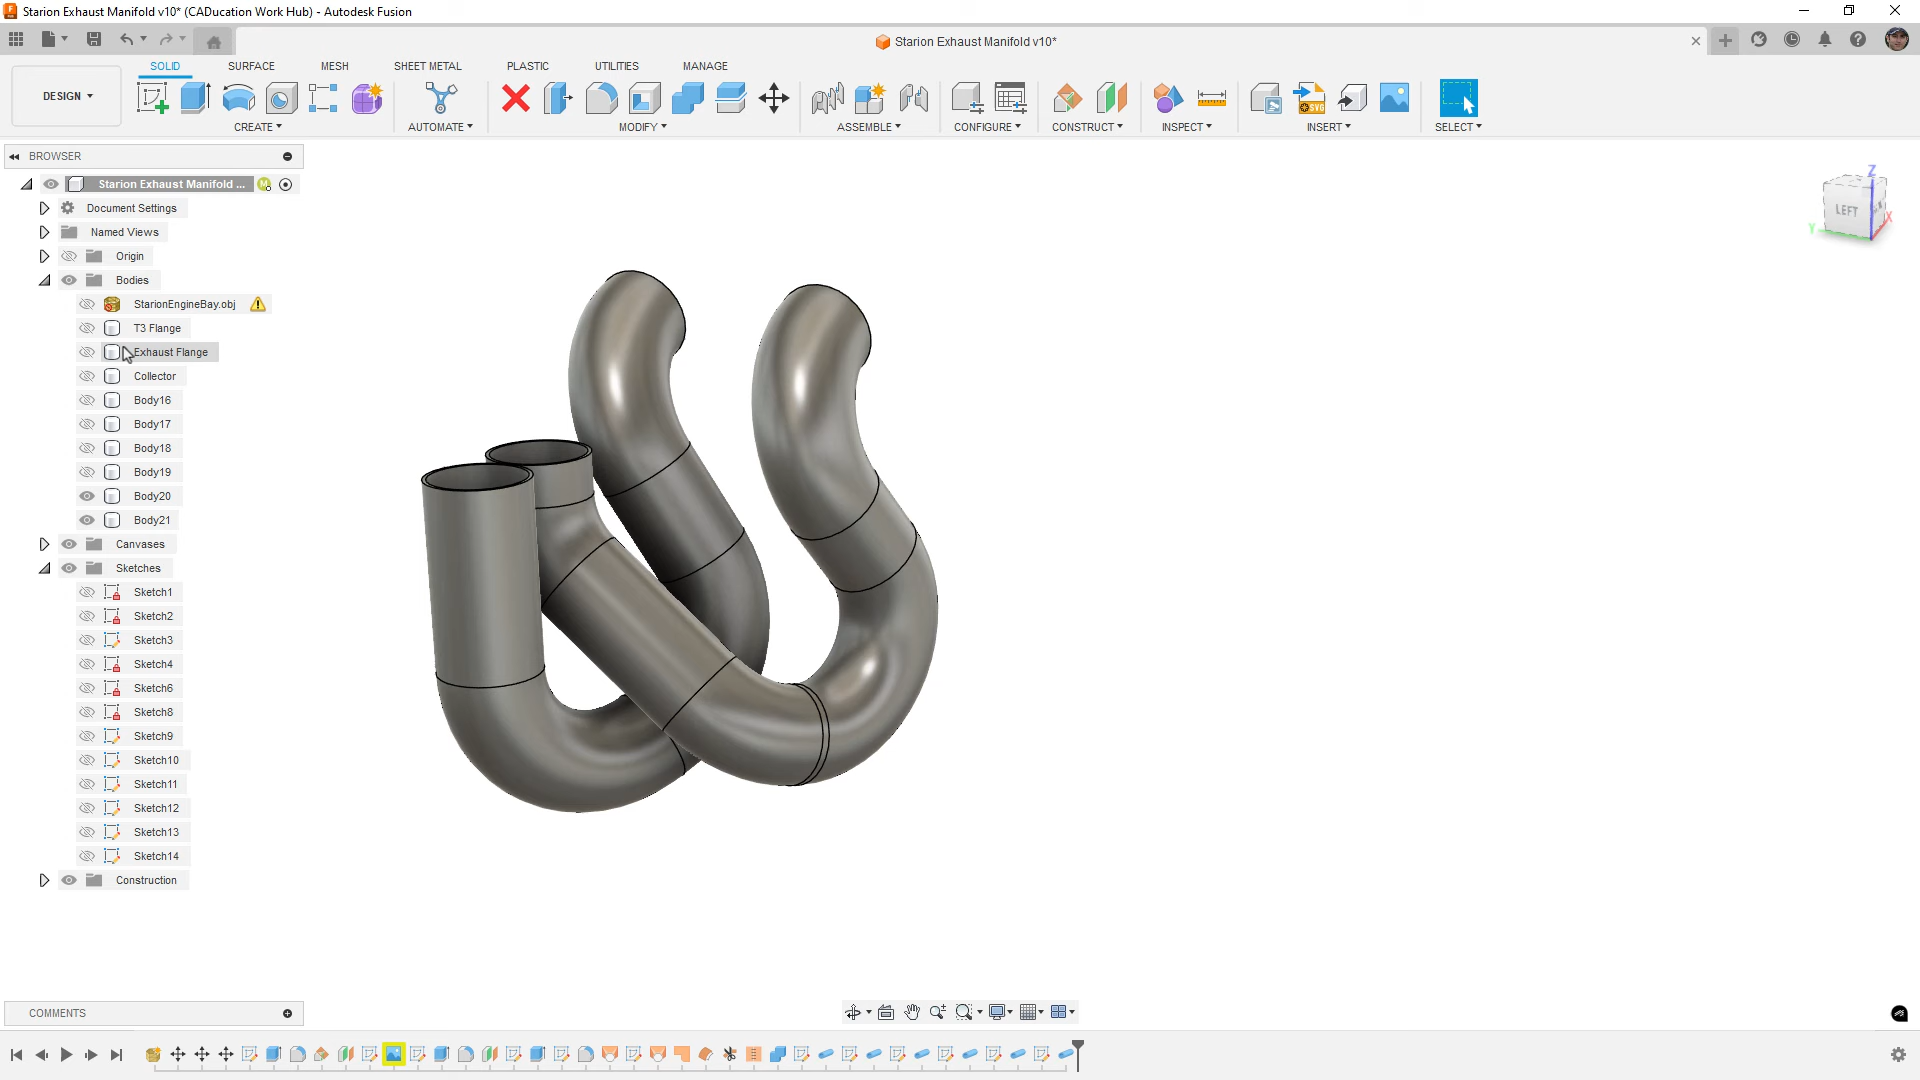 Starion Exhaust Manifold v10* (CADucation Work Hub) - Autodesk Fusion
Starion Exhaust Manifold v10*
DESIGN
SOLID
SURFACE
MESH
SHEET METAL
PLASTIC
UTILITIES
MANAGE
CREATE
AUTOMATE
MODIFY
ASSEMBLE
CONFIGURE
CONSTRUCT
INSPECT
INSERT
SELECT
SVG
BROWSER
Starion Exhaust Manifold ...
M
Document Settings
Named Views
Origin
Bodies
StarionEngineBay.obj
T3 Flange
Exhaust Flange
Collector
Body16
Body17
Body18
Body19
Body20
Body21
Canvases
Sketches
Sketch1
Sketch2
Sketch3
Sketch4
Sketch6
Sketch8
Sketch9
Sketch10
Sketch11
Sketch12
Sketch13
Sketch14
Construction
Z
LEFT
X
Y
COMMENTS